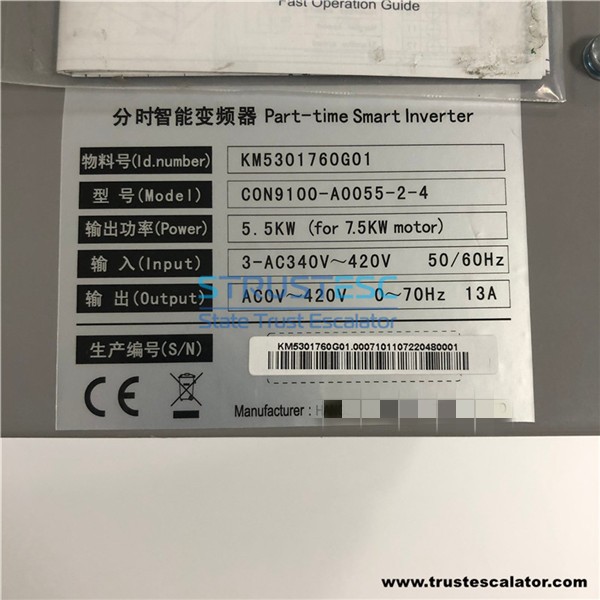 Fast Operation Guide
分时智能变频器 Part-time Smart Inverter
物料号(Id.number) KM5301760G01
型 号(Model) CON9100-A0055-2-4
输出功率(Power) 5.5KW (for 7.5KW motor)
输 入(Input) 3-AC340V～420V 50/60Hz
输 出(Output) AC0V～420V 0～70Hz 13A
STRUSTESC
State Trust Escalator
生产编号(S/N) KM5301760G01.000710110722048​0001
CE Manufacturer :
www.trustescalator.com